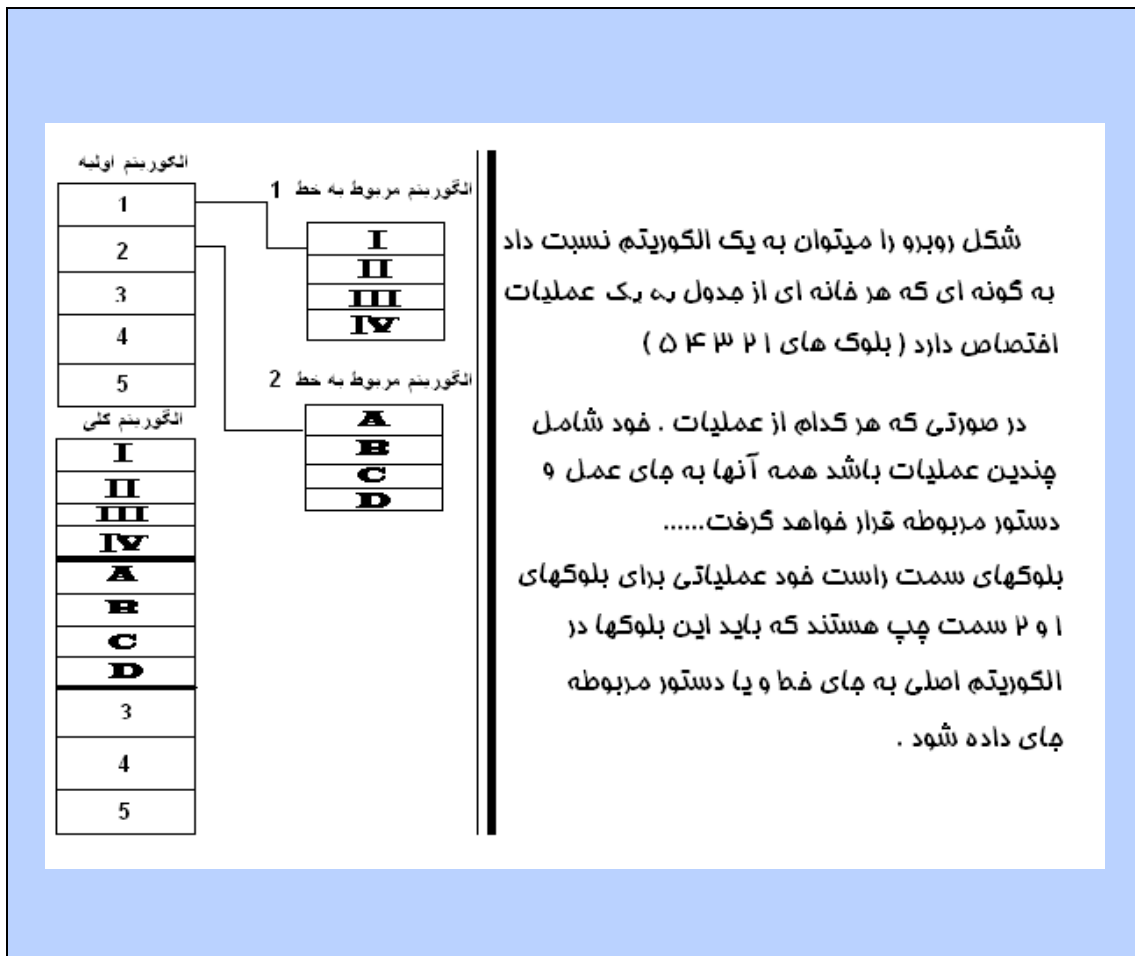 شکل روبرو را میتوان به یک الکوریتم نسبت داد
به گونه ای که هر خانه ای از جدول به یک عملیات
اختصاص دارد ( بلوک های ۱ ۲ ۳ ۴ ۵ )
در صورتی که هر کدام از عملیات . خود شامل
چندین عملیات باشد همه آنها به جای عمل و
دستور مربوطه قرار خواهد گرفت......
بلوکهای سمت راست خود عملیاتی برای بلوکهای
۱ و ۲ سمت چپ هستند که باید این بلوکها در
الکوریتم اصلی به جای خط و یا دستور مربوطه
جای داده شود .
الکوریتم اولیه
1
2
3
4
5
الگوریتم مربوط به خط 1
I
II
III
IV
الگوریتم مربوط به خط 2
A
B
C
D
الگوریتم کلی
I
II
III
IV
A
B
C
D
3
4
5